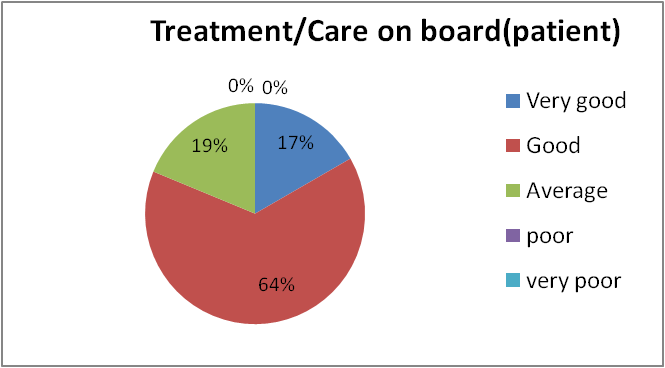 Treatment/Care on board(patient)
0% 0%
19%
17%
64%
Very good
Good
Average
poor
very poor